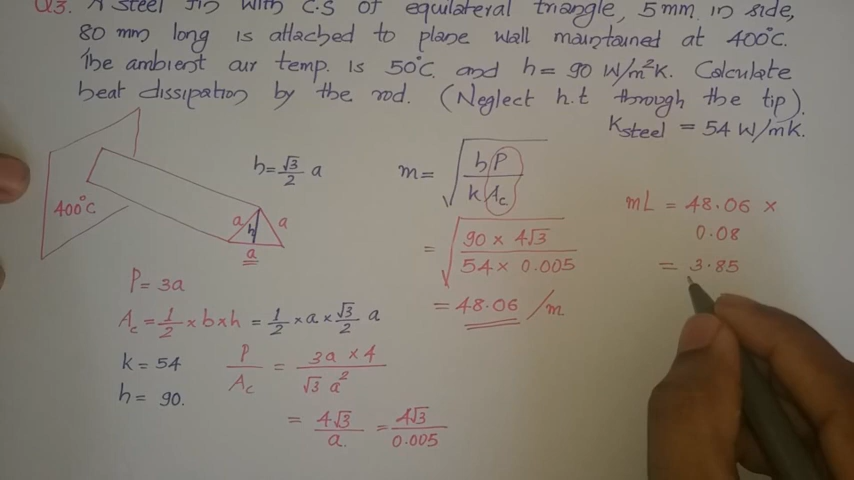 Q3. A steel fin with C.S of equilateral triangle, 5mm in side,
80 mm long is attached to plane wall maintained at 400°C.
The ambient air temp. is 50°C and h = 90 W/m²K. Calculate
heat dissipation by the rod. (Neglect h.t through the tip).
Ksteel = 54 W/mK.
400°C
a h a
a
h = √3/2 a
P = 3a
Ac = 1/2 × b × h = 1/2 × a × √3/2 a
k = 54
h = 90.
P/Ac = 3a × 4 / √3 a²
= 4√3/a = 4√3/0.005
m = √(hP / kAc)
= √(90 × 4√3 / 54 × 0.005)
= 48.06 /m
mL = 48.06 ×
0.08
= 3.85